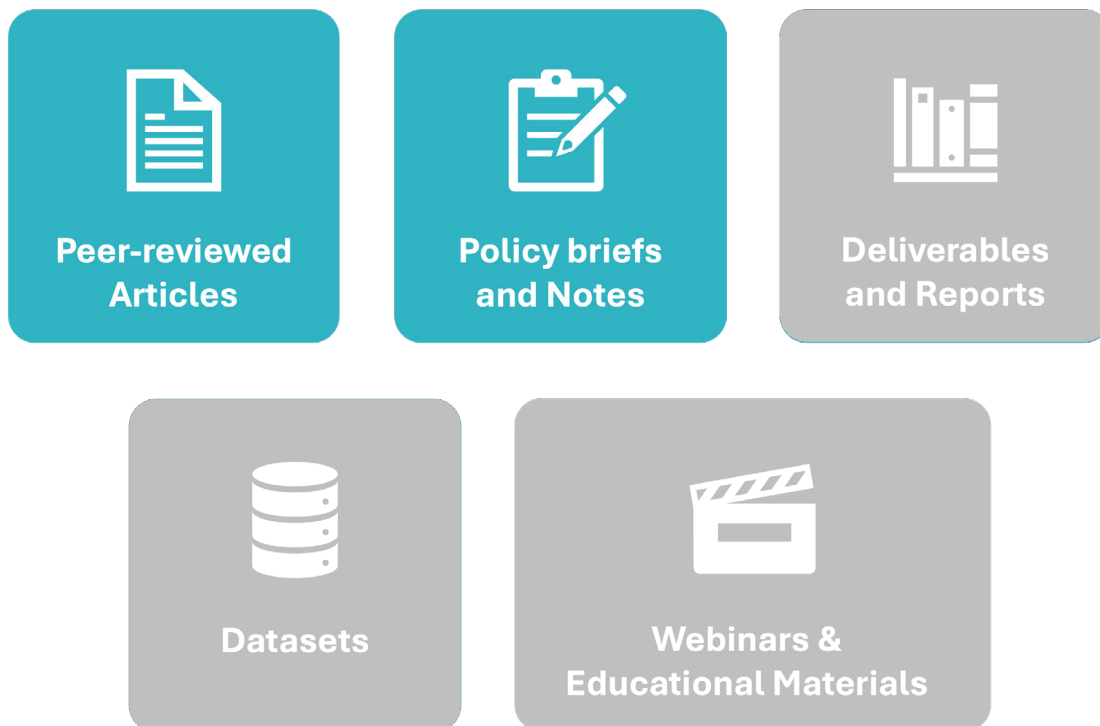 Peer-reviewed
Articles
Policy briefs
and Notes
Deliverables
and Reports
Datasets
Webinars &
Educational Materials